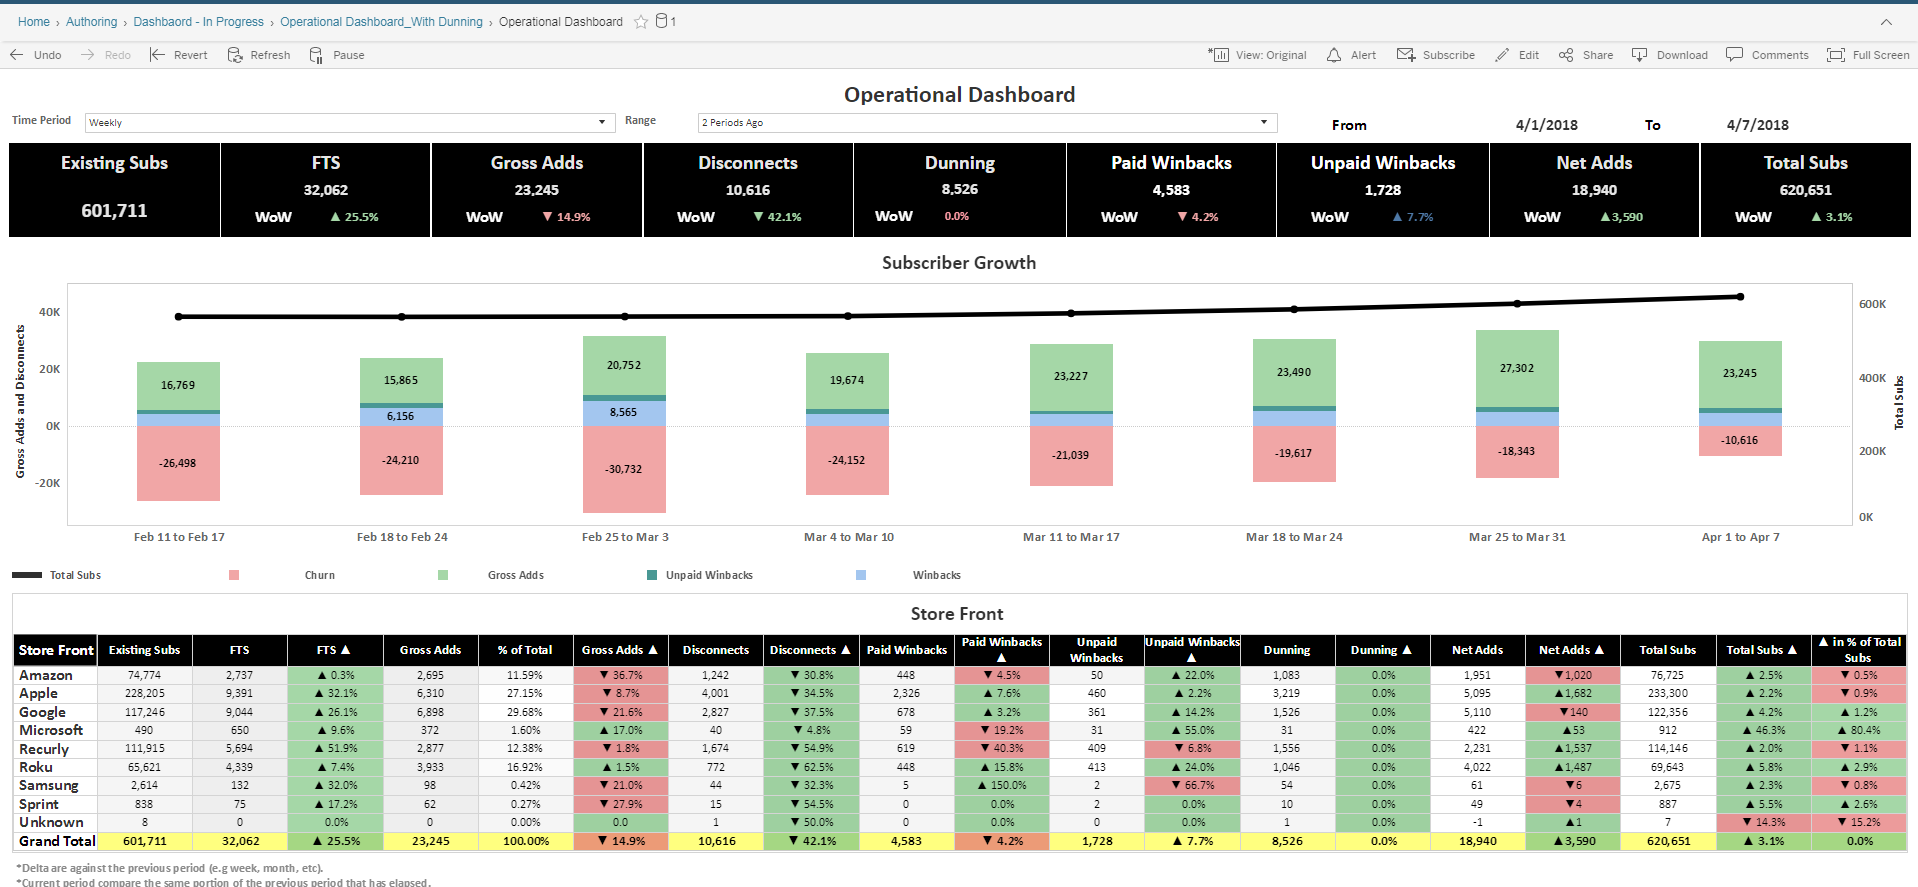 Home › Authoring › Dashbaord - In Progress › Operational Dashboard_With Dunning › Operational Dashboard 1
Undo Redo Revert Refresh Pause View: Original Alert Subscribe Edit Share Download Comments Full Screen
Operational Dashboard
Time Period Weekly Range 2 Periods Ago From 4/1/2018 To 4/7/2018
Existing Subs FTS Gross Adds Disconnects Dunning Paid Winbacks Unpaid Winbacks Net Adds Total Subs
601,711 32,062 23,245 10,616 8,526 4,583 1,728 18,940 620,651
WoW ▲ 25.5% WoW ▼ 14.9% WoW ▼ 42.1% WoW 0.0% WoW ▼ 4.2% WoW ▲ 7.7% WoW ▲3,590 WoW ▲ 3.1%
Subscriber Growth
Gross Adds and Disconnects
40K
20K
0K
-20K
16,769 15,865 20,752 19,674 23,227 23,490 27,302 23,245
6,156 8,565
-26,498 -24,210 -30,732 -24,152 -21,039 -19,617 -18,343 -10,616
600K
400K
200K
0K
Total Subs
Feb 11 to Feb 17 Feb 18 to Feb 24 Feb 25 to Mar 3 Mar 4 to Mar 10 Mar 11 to Mar 17 Mar 18 to Mar 24 Mar 25 to Mar 31 Apr 1 to Apr 7
Total Subs Churn Gross Adds Unpaid Winbacks Winbacks
Store Front
Store Front Existing Subs FTS FTS ▲ Gross Adds % of Total Gross Adds ▲ Disconnects Disconnects ▲ Paid Winbacks Paid Winbacks ▲ Unpaid Winbacks Unpaid Winbacks ▲ Dunning Dunning ▲ Net Adds Net Adds ▲ Total Subs Total Subs ▲ ▲ in % of Total Subs
Amazon 74,774 2,737 ▲ 0.3% 2,695 11.59% ▼ 36.7% 1,242 ▼ 30.8% 448 ▼ 4.5% 50 ▲ 22.0% 1,083 0.0% 1,951 ▼1,020 76,725 ▲ 2.5% ▼ 0.5%
Apple 228,205 9,391 ▲ 32.1% 6,310 27.15% ▼ 8.7% 4,001 ▼ 34.5% 2,326 ▲ 7.6% 460 ▲ 2.2% 3,219 0.0% 5,095 ▲1,682 233,300 ▲ 2.2% ▼ 0.9%
Google 117,246 9,044 ▲ 26.1% 6,898 29.68% ▼ 21.6% 2,827 ▼ 37.5% 678 ▲ 3.2% 361 ▲ 14.2% 1,526 0.0% 5,110 ▼140 122,356 ▲ 4.2% ▲ 1.2%
Microsoft 490 650 ▲ 9.6% 372 1.60% ▲ 17.0% 40 ▼ 4.8% 59 ▼ 19.2% 31 ▲ 55.0% 31 0.0% 422 ▲53 912 ▲ 46.3% ▲ 80.4%
Recurly 111,915 5,694 ▲ 51.9% 2,877 12.38% ▼ 1.8% 1,674 ▼ 54.9% 619 ▼ 40.3% 409 ▼ 6.8% 1,556 0.0% 2,231 ▲1,537 114,146 ▲ 2.0% ▼ 1.1%
Roku 65,621 4,339 ▲ 7.4% 3,933 16.92% ▲ 1.5% 772 ▼ 62.5% 448 ▲ 15.8% 413 ▲ 24.0% 1,046 0.0% 4,022 ▲1,487 69,643 ▲ 5.8% ▲ 2.9%
Samsung 2,614 132 ▲ 32.0% 98 0.42% ▼ 21.0% 44 ▼ 32.3% 5 ▲ 150.0% 2 ▼ 66.7% 54 0.0% 61 ▼6 2,675 ▲ 2.3% ▼ 0.8%
Sprint 838 75 ▲ 17.2% 62 0.27% ▼ 27.9% 15 ▼ 54.5% 0 0.0% 2 0.0% 10 0.0% 49 ▼4 887 ▲ 5.5% ▲ 2.6%
Unknown 8 0 0.0% 0 0.00% 0.0 1 ▼ 50.0% 0 0.0% 0 0.0% 1 0.0% -1 ▲1 7 ▼ 14.3% ▼ 15.2%
Grand Total 601,711 32,062 ▲ 25.5% 23,245 100.00% ▼ 14.9% 10,616 ▼ 42.1% 4,583 ▼ 4.2% 1,728 ▲ 7.7% 8,526 0.0% 18,940 ▲3,590 620,651 ▲ 3.1% 0.0%
*Delta are against the previous period (e.g week, month, etc).
*Current period compare the same portion of the previous period that has elapsed.